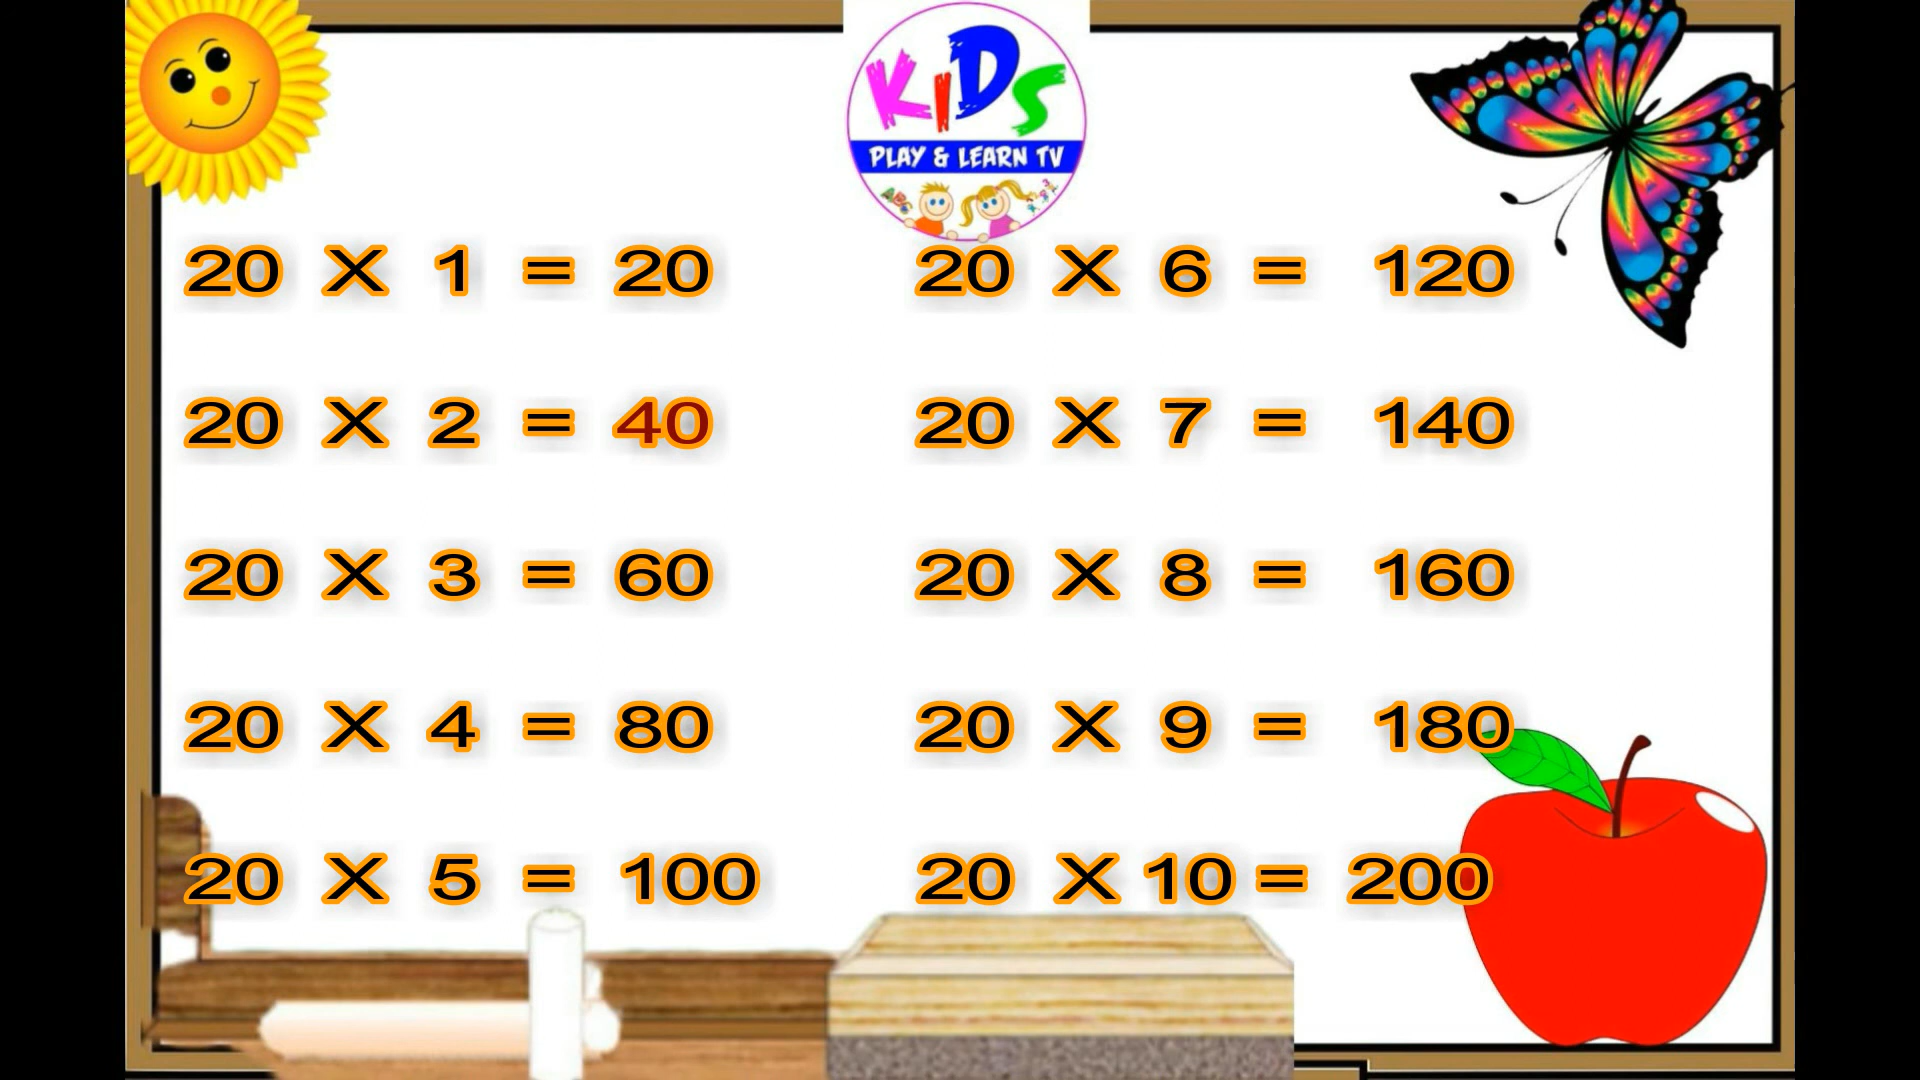 KiDS
PLAY & LEARN TV
ABC
20 X 1 = 20
20 X 2 = 40
20 X 3 = 60
20 X 4 = 80
20 X 5 = 100
20 X 6 = 120
20 X 7 = 140
20 X 8 = 160
20 X 9 = 180
20 X 10 = 200